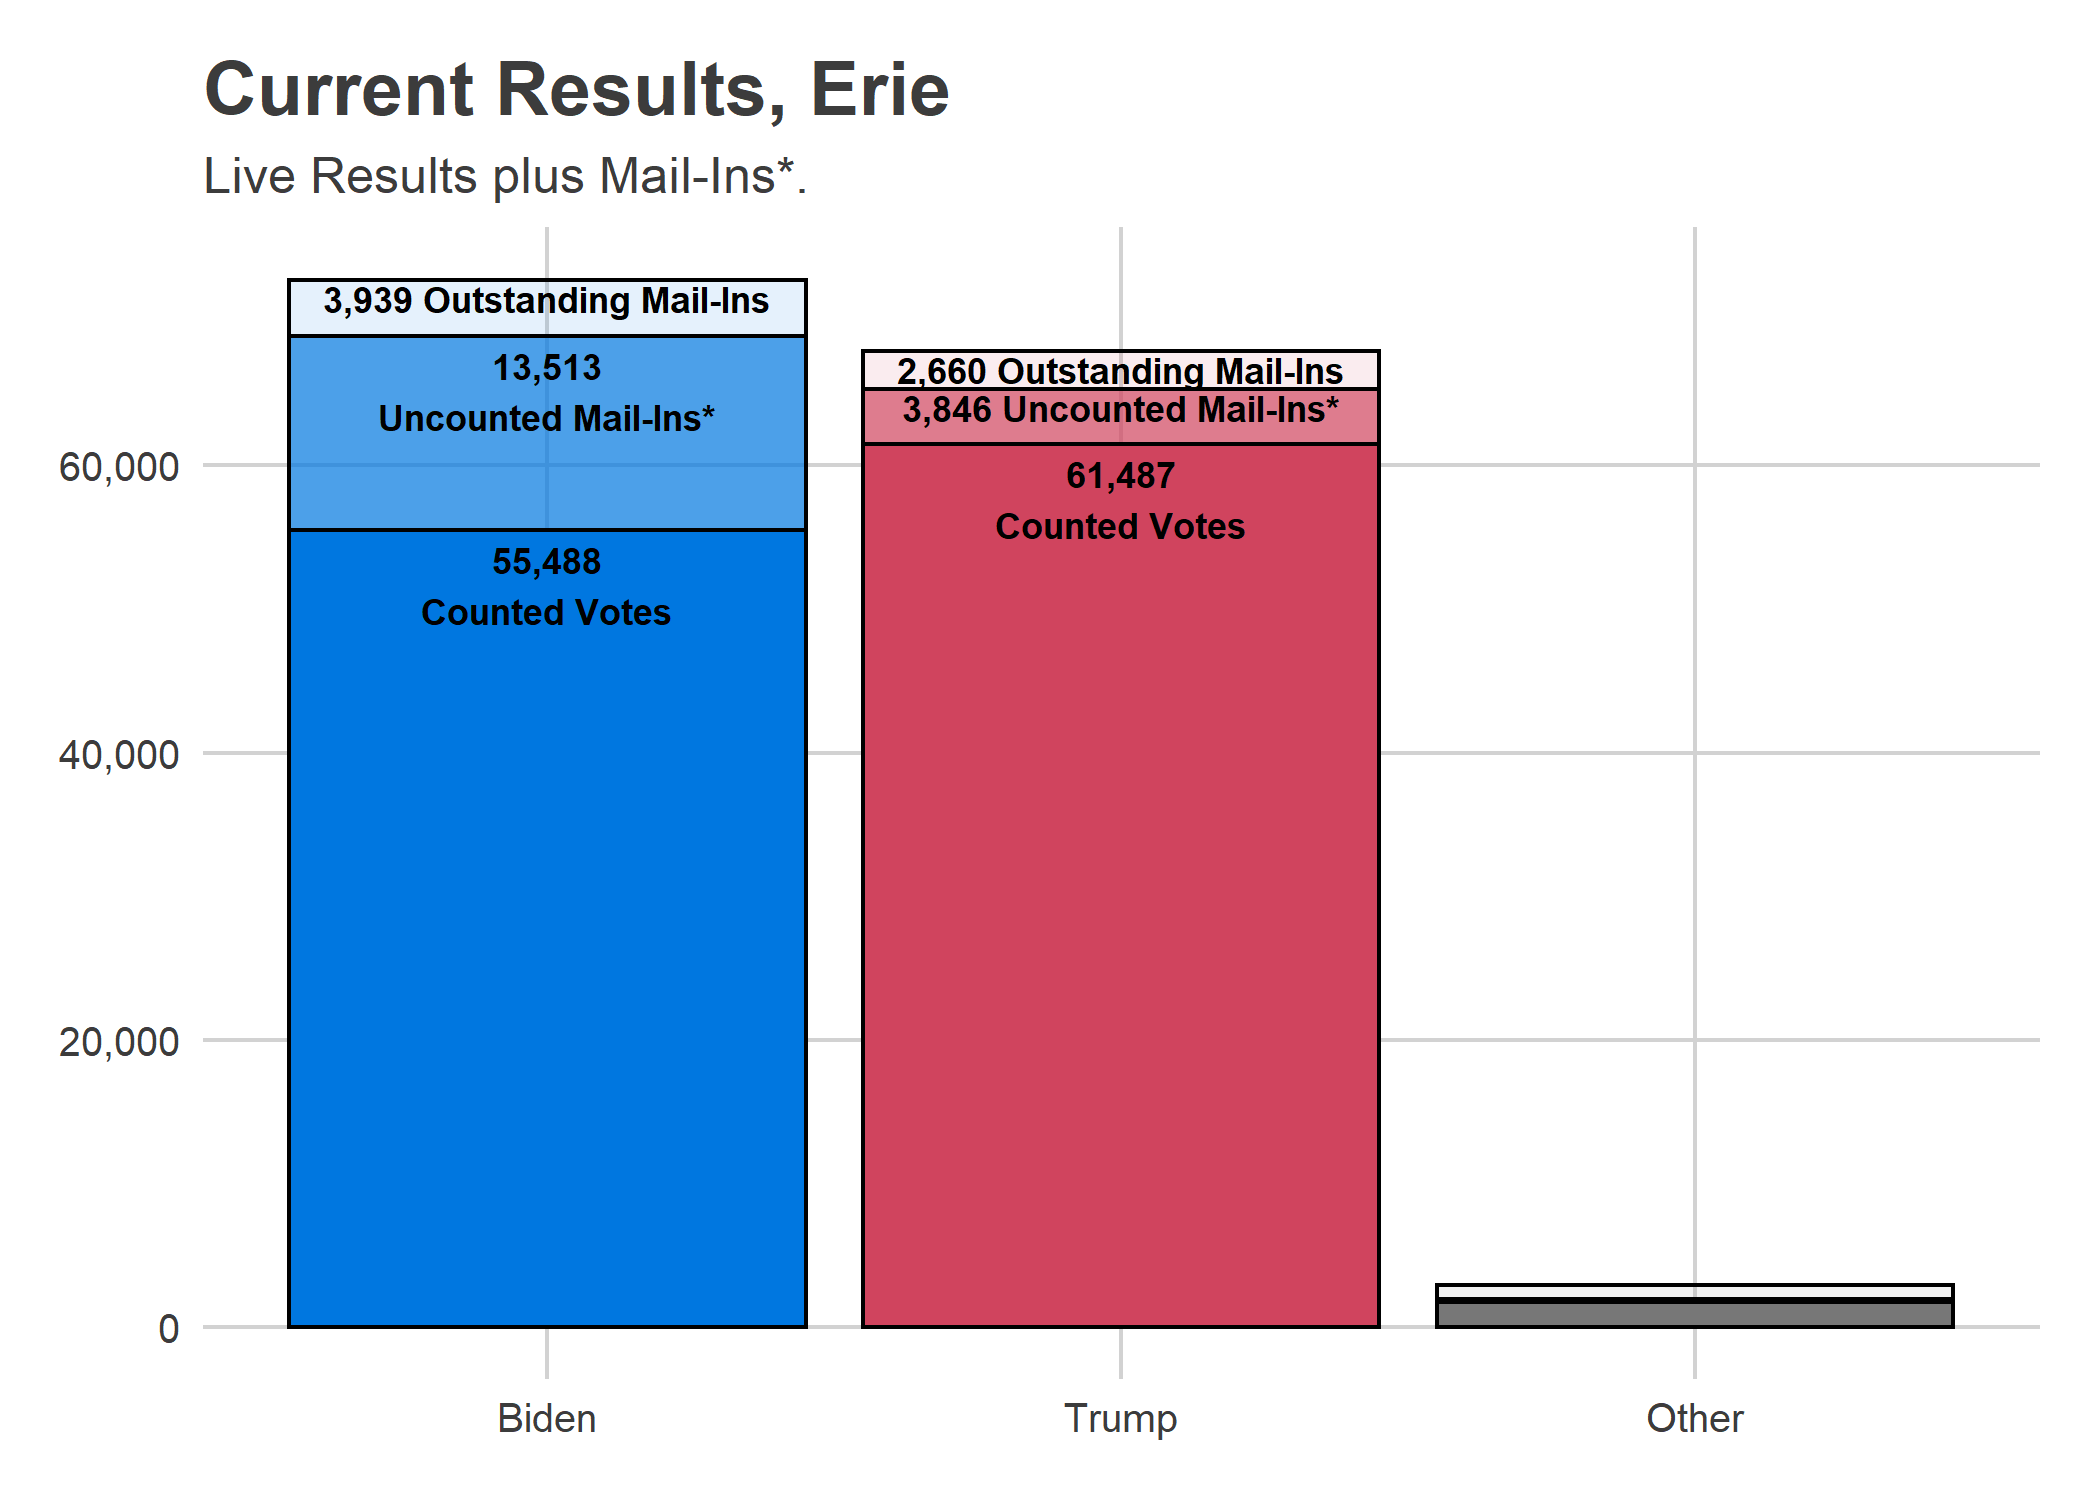 Current Results, Erie
Live Results plus Mail-Ins*.
3,939 Outstanding Mail-Ins
13,513
Uncounted Mail-Ins*
55,488
Counted Votes
2,660 Outstanding Mail-Ins
3,846 Uncounted Mail-Ins*
61,487
Counted Votes
60,000
40,000
20,000
0
Biden
Trump
Other